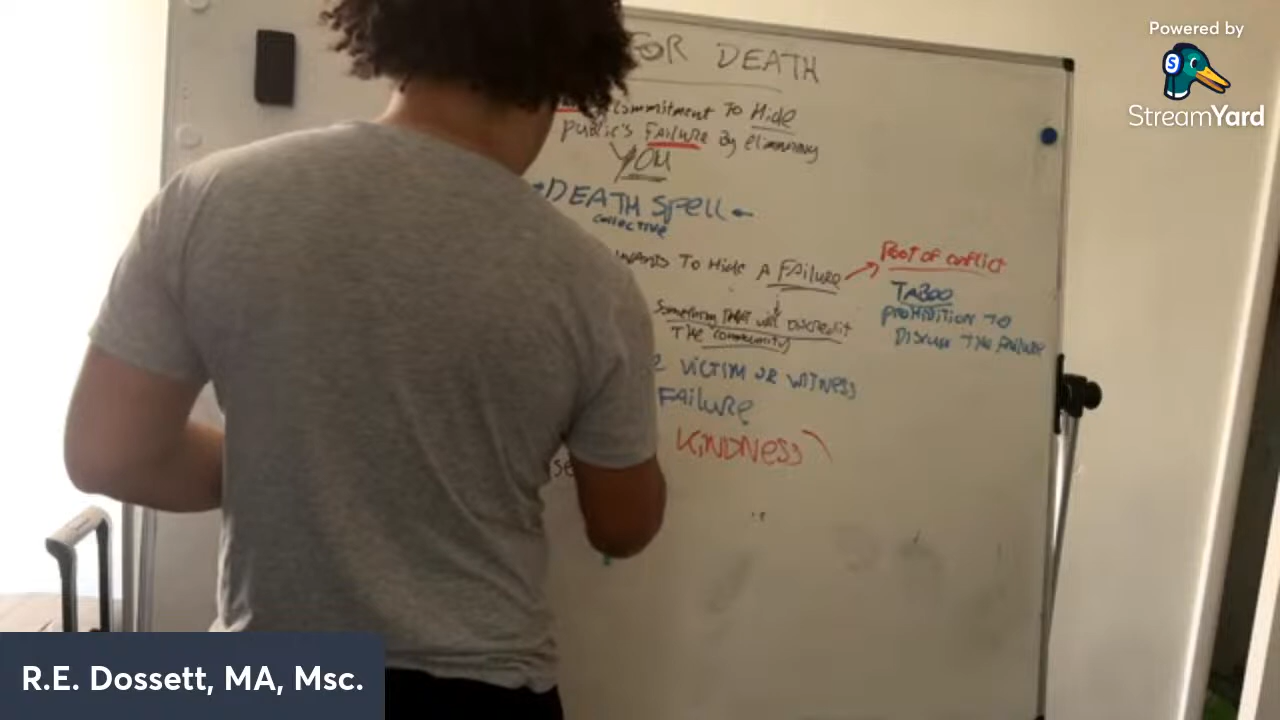 Powered by
StreamYard
FOR DEATH
Commitment TO Hide
public's FAiluRe By elimining
YOU
DEATH Spell
collective
WANTS TO Hide A FAiluRe
Root of conflict
Something THAT will DiscRedit
THE community
TABOO
pROHIBITION TO
Discuss THE FAiluRe
VICTIM OR WITNESS
FAiluRe
KINDNESS
R.E. Dossett, MA, Msc.